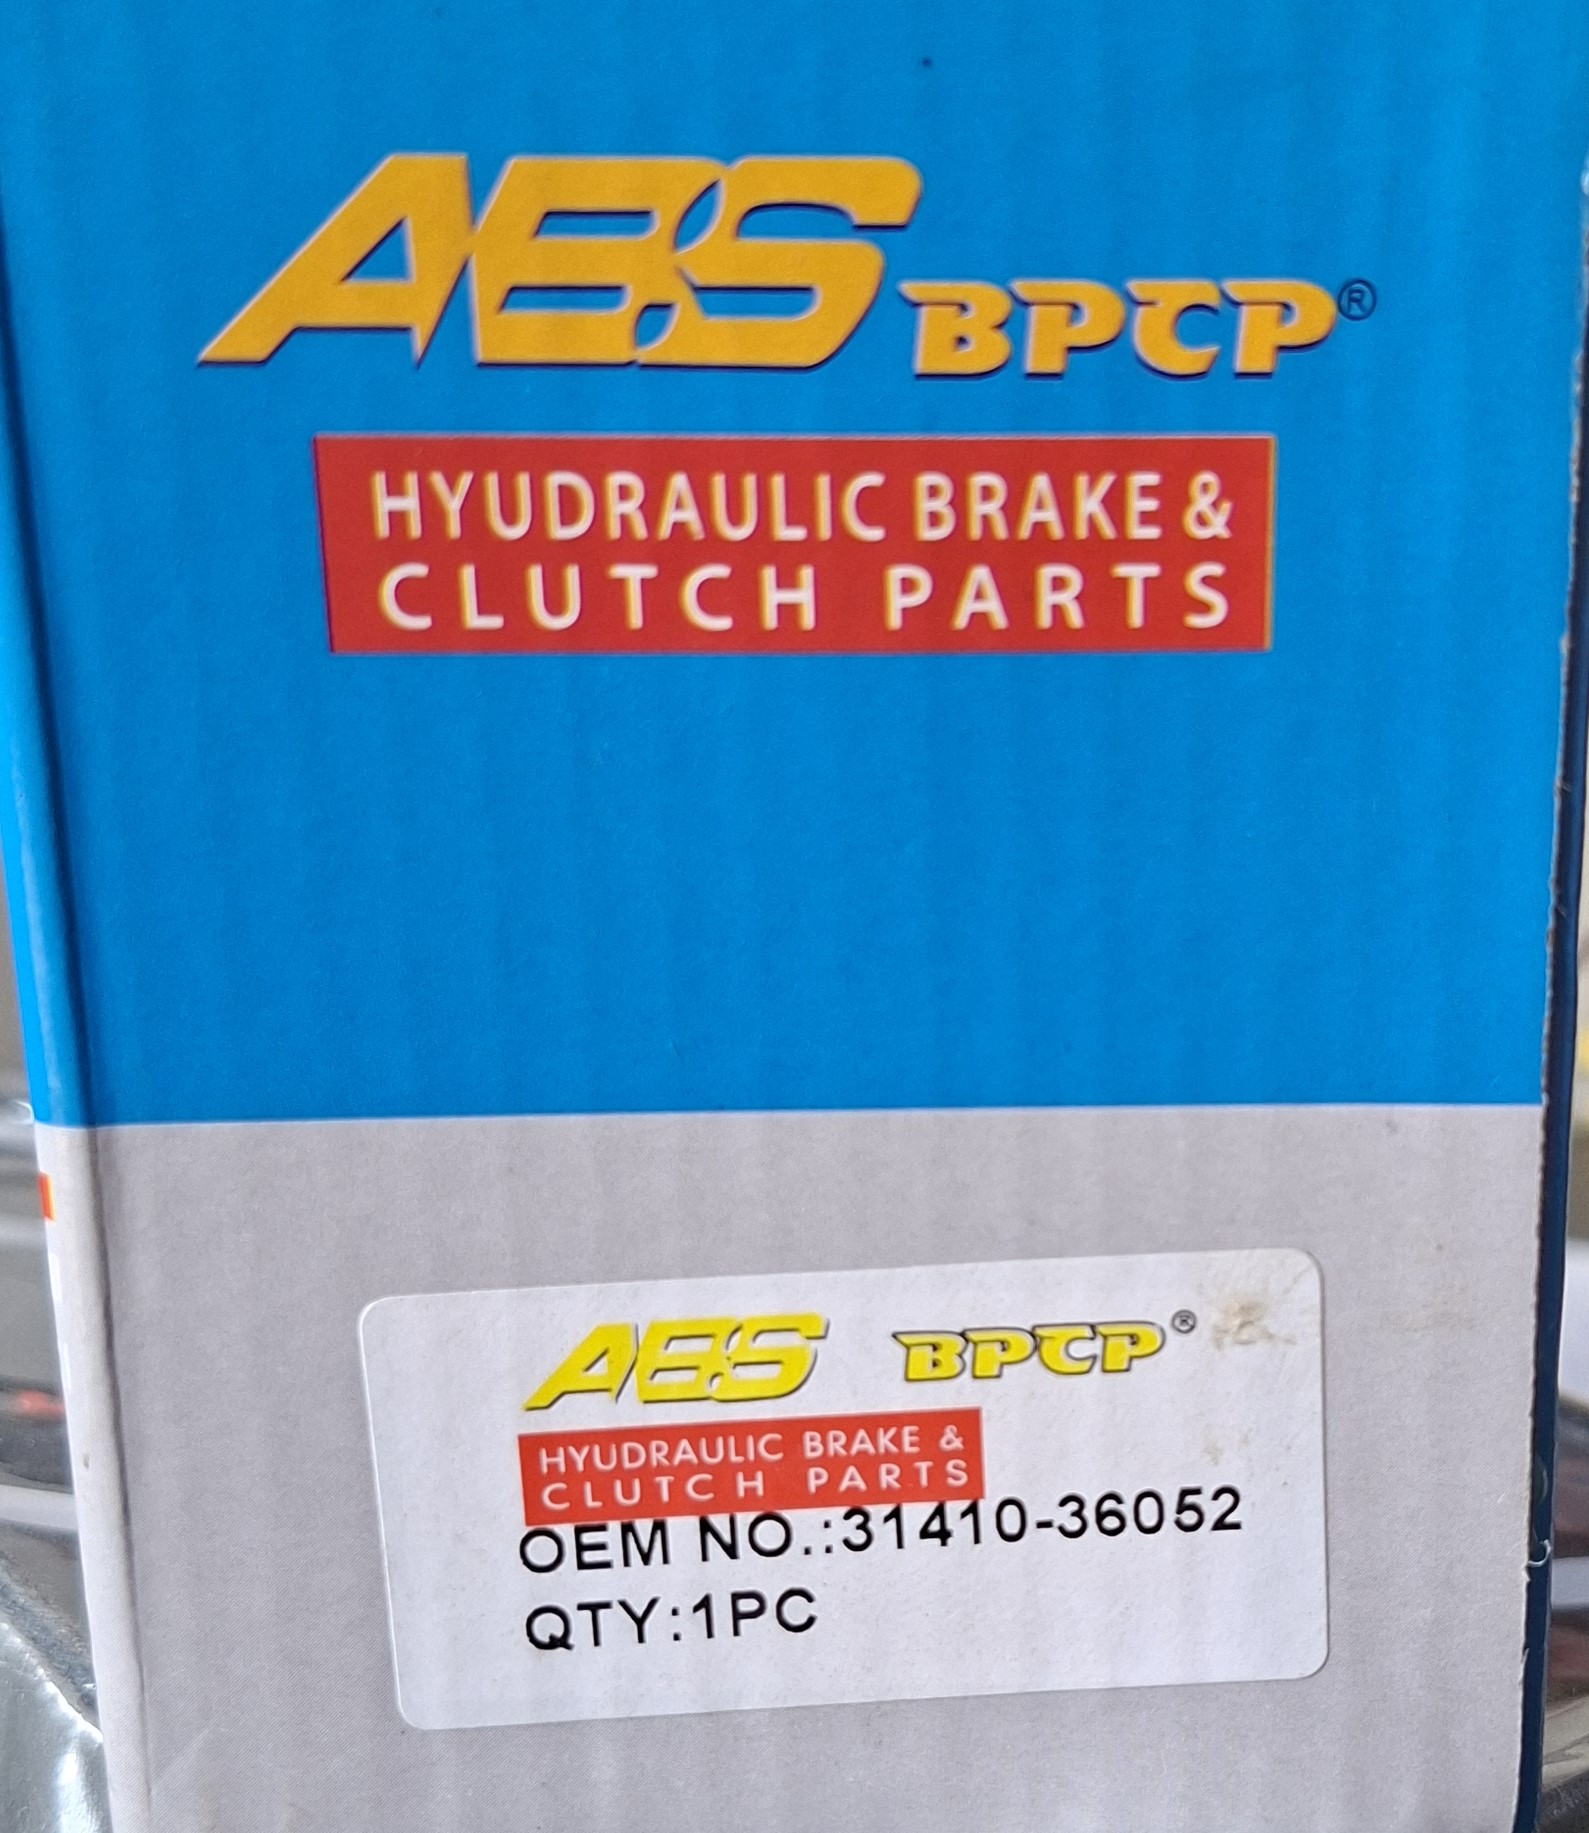 ABS BPCP®
HYUDRAULIC BRAKE &
CLUTCH PARTS
ABS BPCP®
HYUDRAULIC BRAKE &
CLUTCH PARTS
OEM NO.:31410-36052
QTY:1PC